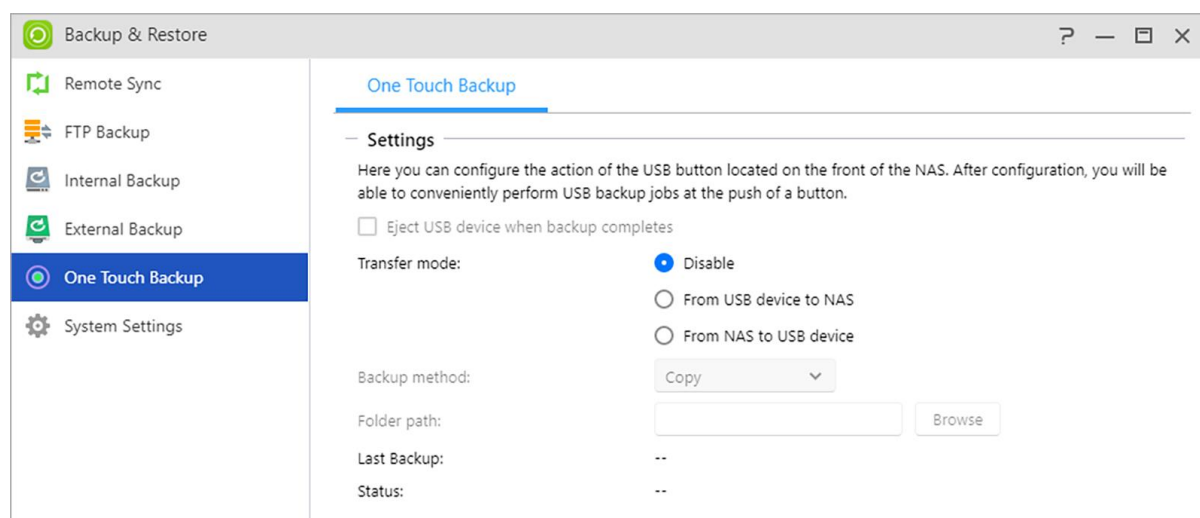 Backup & Restore
Remote Sync
FTP Backup
Internal Backup
External Backup
One Touch Backup
System Settings
One Touch Backup
Settings
Here you can configure the action of the USB button located on the front of the NAS. After configuration, you will be
able to conveniently perform USB backup jobs at the push of a button.
Eject USB device when backup completes
Transfer mode:
Disable
From USB device to NAS
From NAS to USB device
Backup method:
Copy
Folder path:
Browse
Last Backup:
--
Status:
--